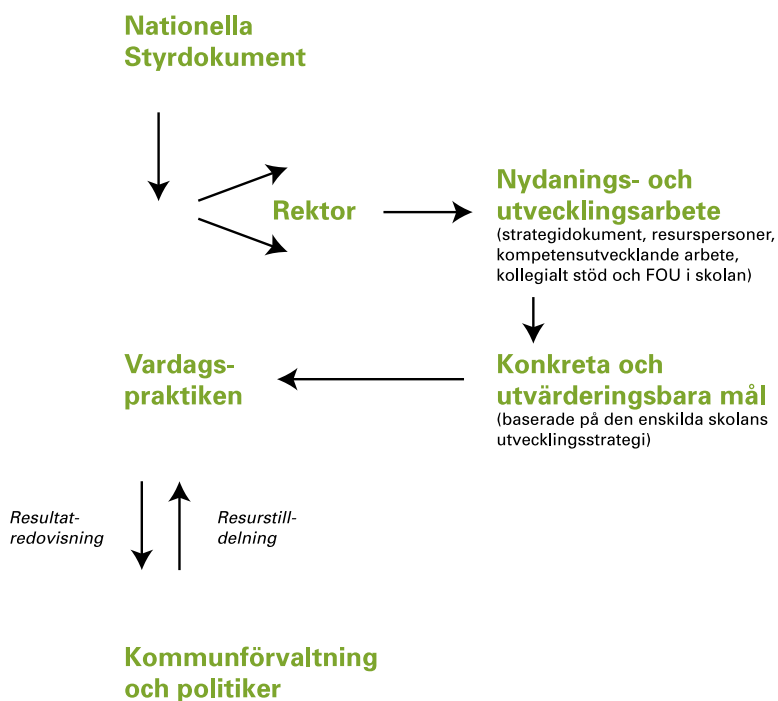 Nationella
Styrdokument
Rektor
Nydanings- och
utvecklingsarbete
(strategidokument, resurspersoner,
kompetensutvecklande arbete,
kollegialt stöd och FOU i skolan)
Vardags-
praktiken
Konkreta och
utvärderingsbara mål
(baserade på den enskilda skolans
utvecklingsstrategi)
Resultat-
redovisning
Resurstill-
delning
Kommunförvaltning
och politiker